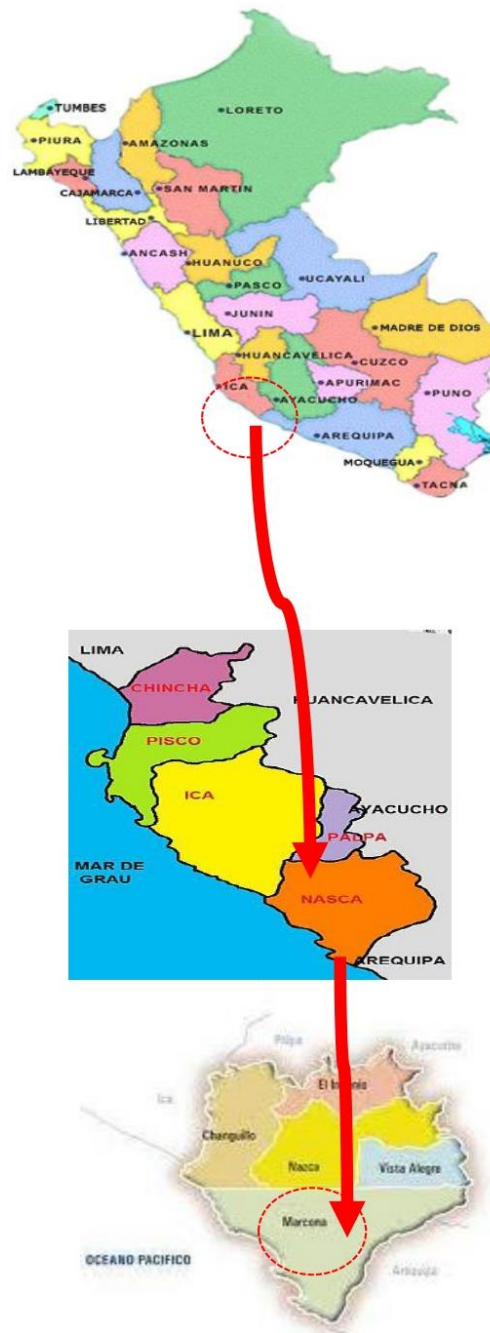 LORETO
TUMBES
PIURA
AMAZONAS
LAMBAYEQUE
CAJAMARCA
SAN MARTIN
LIBERTAD
ANCASH
HUANUCO
UCAYALI
PASCO
JUNIN
LIMA
MADRE DE DIOS
HUANCAVELICA
CUZCO
ICA
APURIMAC
AYACUCHO
PUNO
AREQUIPA
MOQUEGUA
TACNA
LIMA
CHINCHA
HUANCAVELICA
PISCO
ICA
AYACUCHO
PALPA
MAR DE
GRAU
NASCA
AREQUIPA
Palpa
Ayacucho
Ica
Changuillo
Nazca
Vista Alegre
Marcona
OCEANO PACIFICO
Arequipa